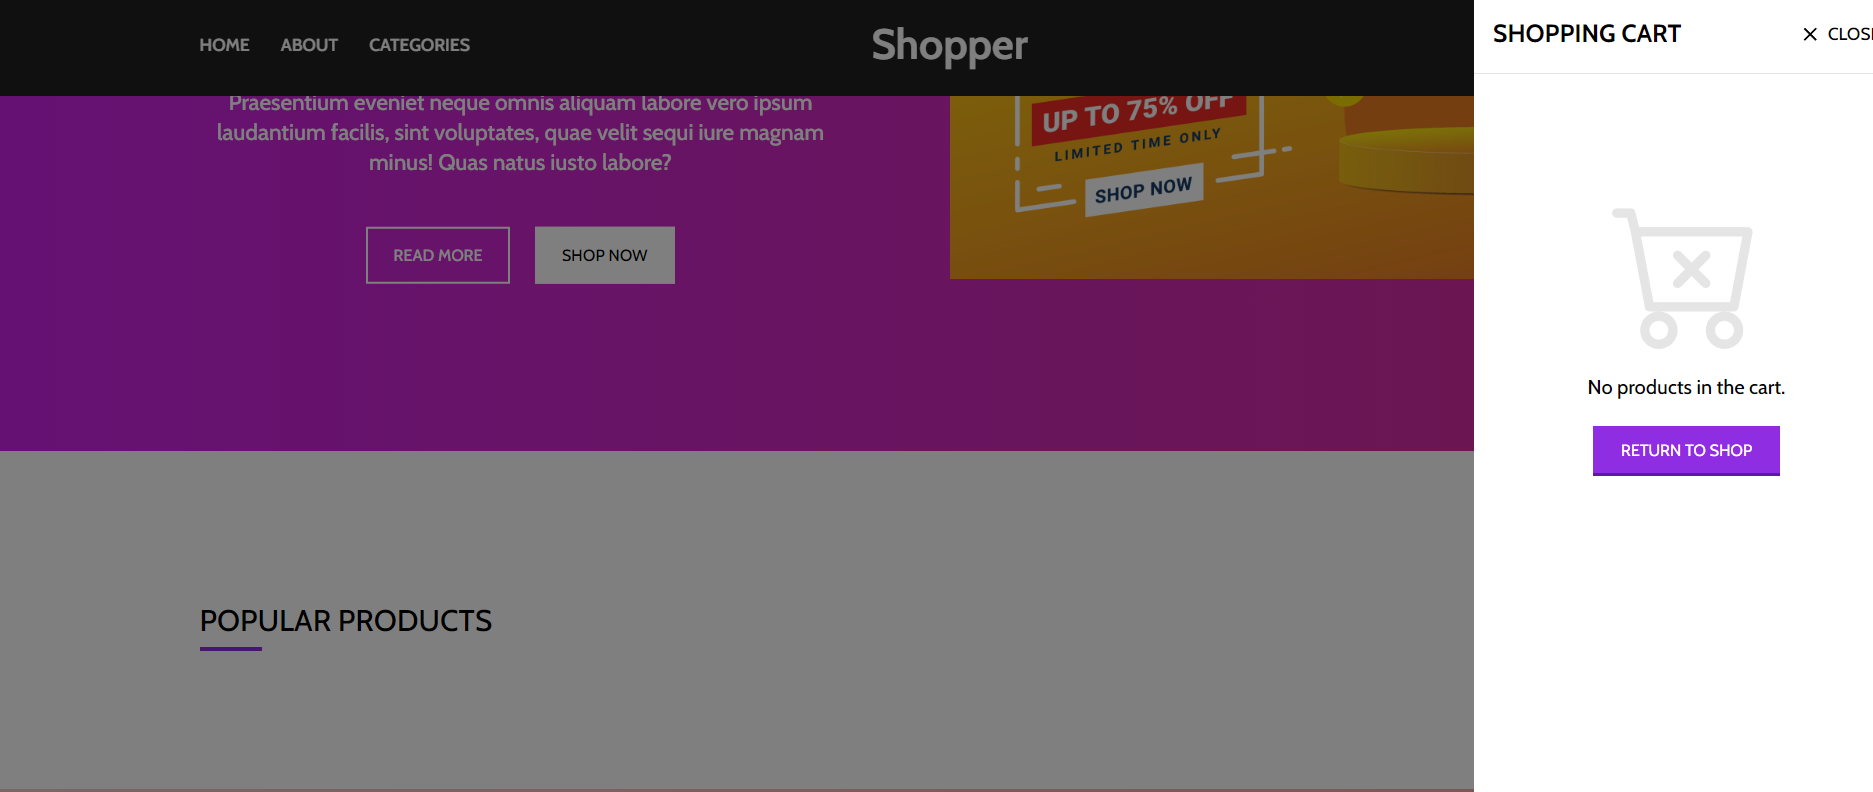 HOME ABOUT CATEGORIES
Shopper
Praesentium eveniet neque omnis aliquam labore vero ipsum
laudantium facilis, sint voluptates, quae velit sequi iure magnam
minus! Quas natus iusto labore?
READ MORE SHOP NOW
UP TO 75% OFF
LIMITED TIME ONLY
SHOP NOW
POPULAR PRODUCTS
SHOPPING CART
CLOS
No products in the cart.
RETURN TO SHOP